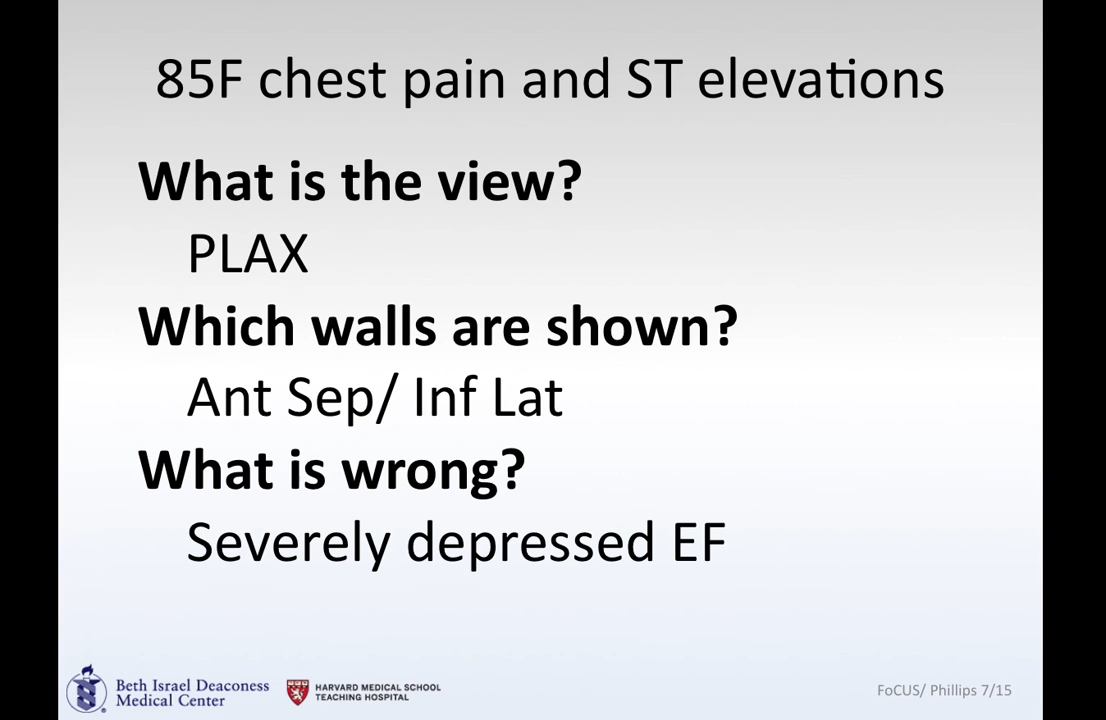 85F chest pain and ST elevations
What is the view?
PLAX
Which walls are shown?
Ant Sep/ Inf Lat
What is wrong?
Severely depressed EF
Beth Israel Deaconess
Medical Center
HARVARD MEDICAL SCHOOL
TEACHING HOSPITAL
FoCUS/ Phillips 7/15